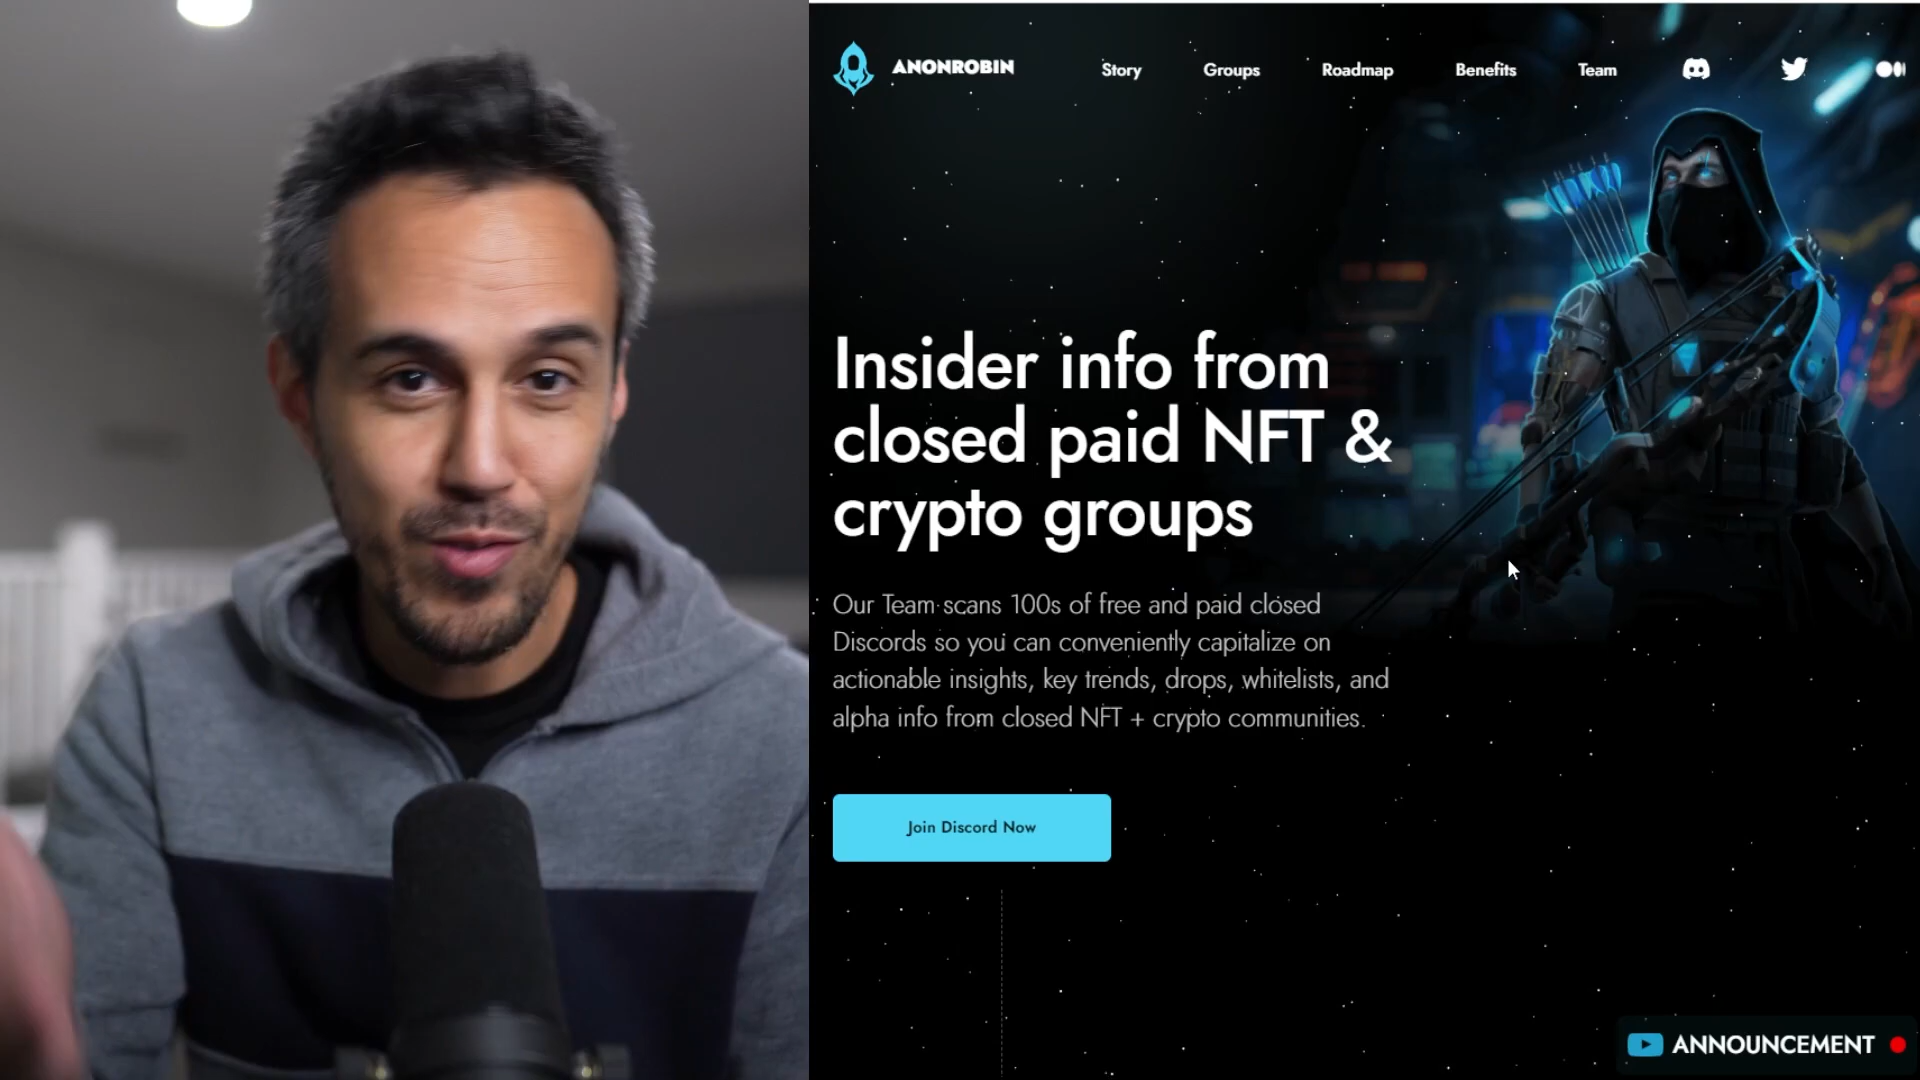 ANONROBIN
Story
Groups
Roadmap
Benefits
Team
Insider info from
closed paid NFT &
crypto groups
Our Team scans 100s of free and paid closed
Discords so you can conveniently capitalize on
actionable insights, key trends, drops, whitelists, and
alpha info from closed NFT + crypto communities.
Join Discord Now
ANNOUNCEMENT